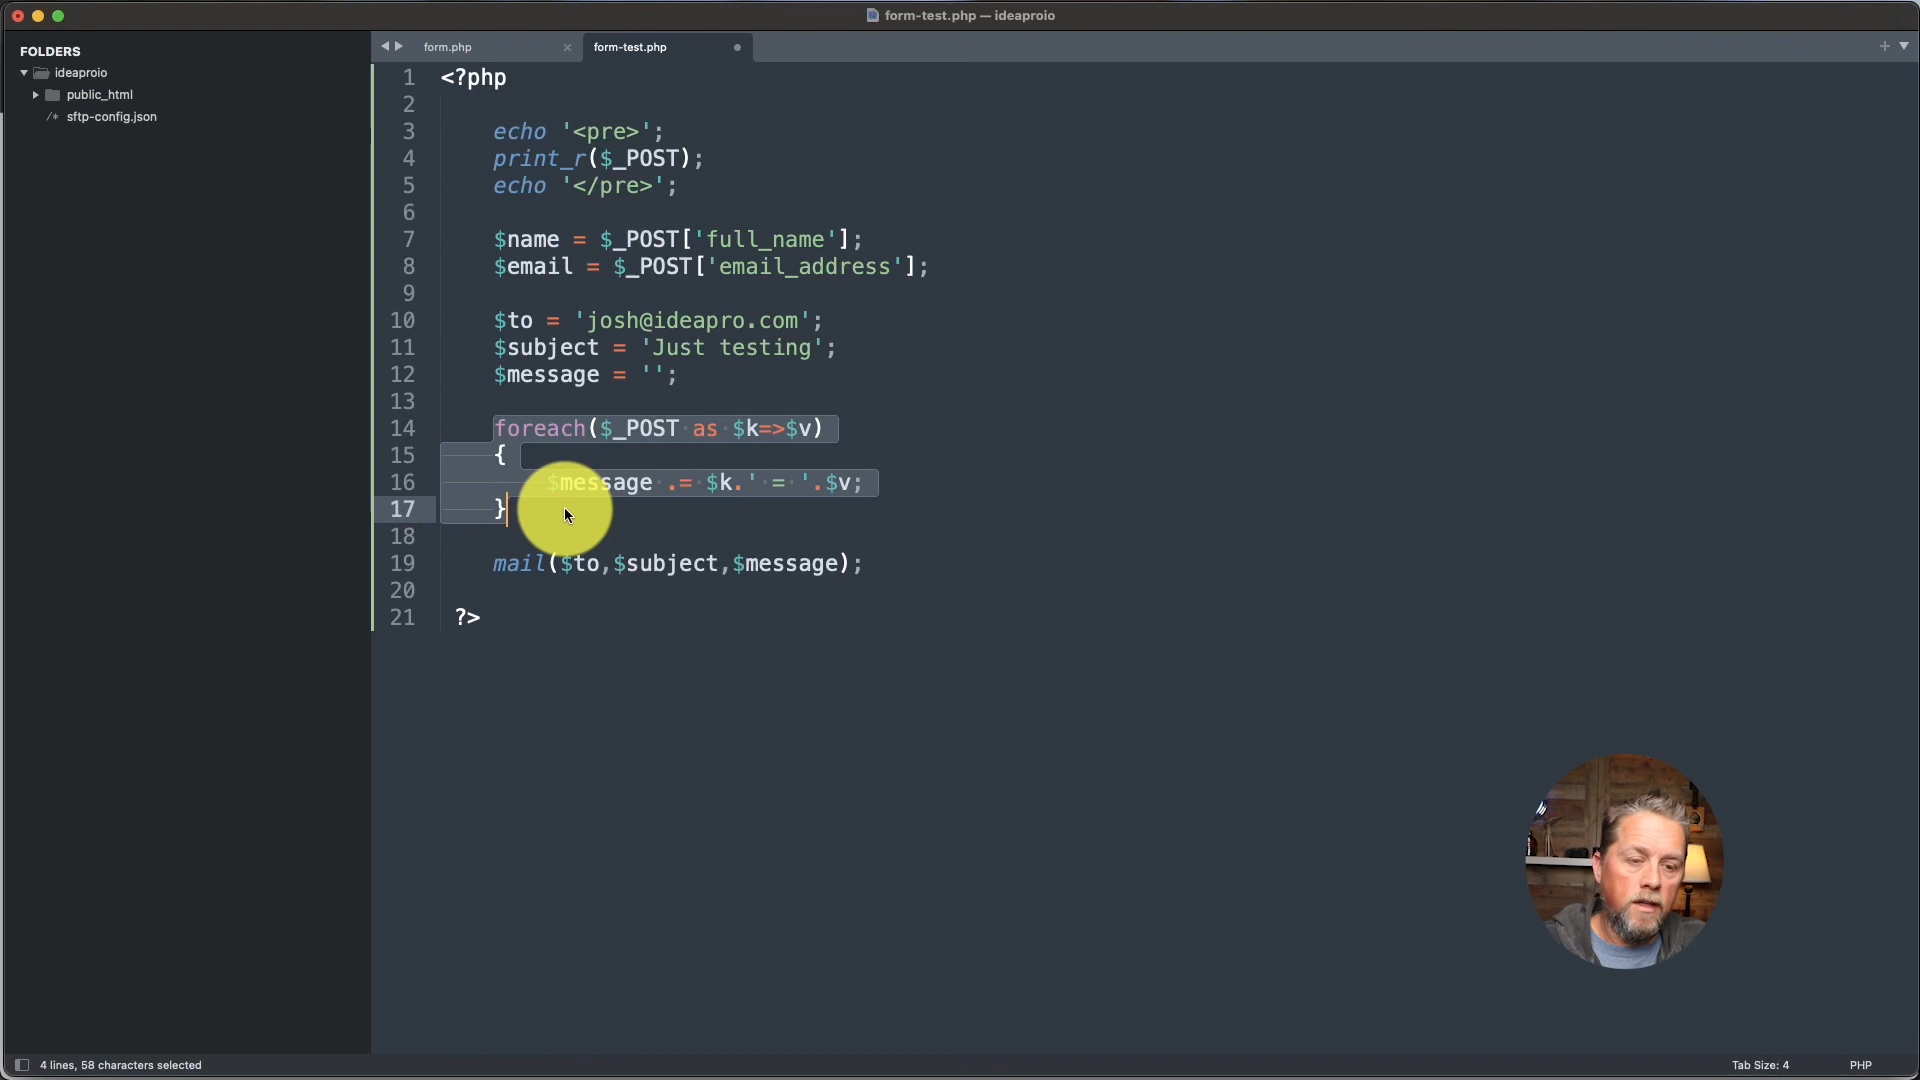 form-test.php — ideaproio
FOLDERS
ideaproio
public_html
/* sftp-config.json
form.php
form-test.php
1 <?php
2
3 echo '<pre>';
4 print_r($_POST);
5 echo '</pre>';
6
7 $name = $_POST['full_name'];
8 $email = $_POST['email_address'];
9
10 $to = 'josh@ideapro.com';
11 $subject = 'Just testing';
12 $message = '';
13
14 foreach($_POST as $k=>$v)
15 {
16 $message .= $k.' = '.$v;
17 }
18
19 mail($to,$subject,$message);
20
21 ?>
4 lines, 58 characters selected
Tab Size: 4
PHP